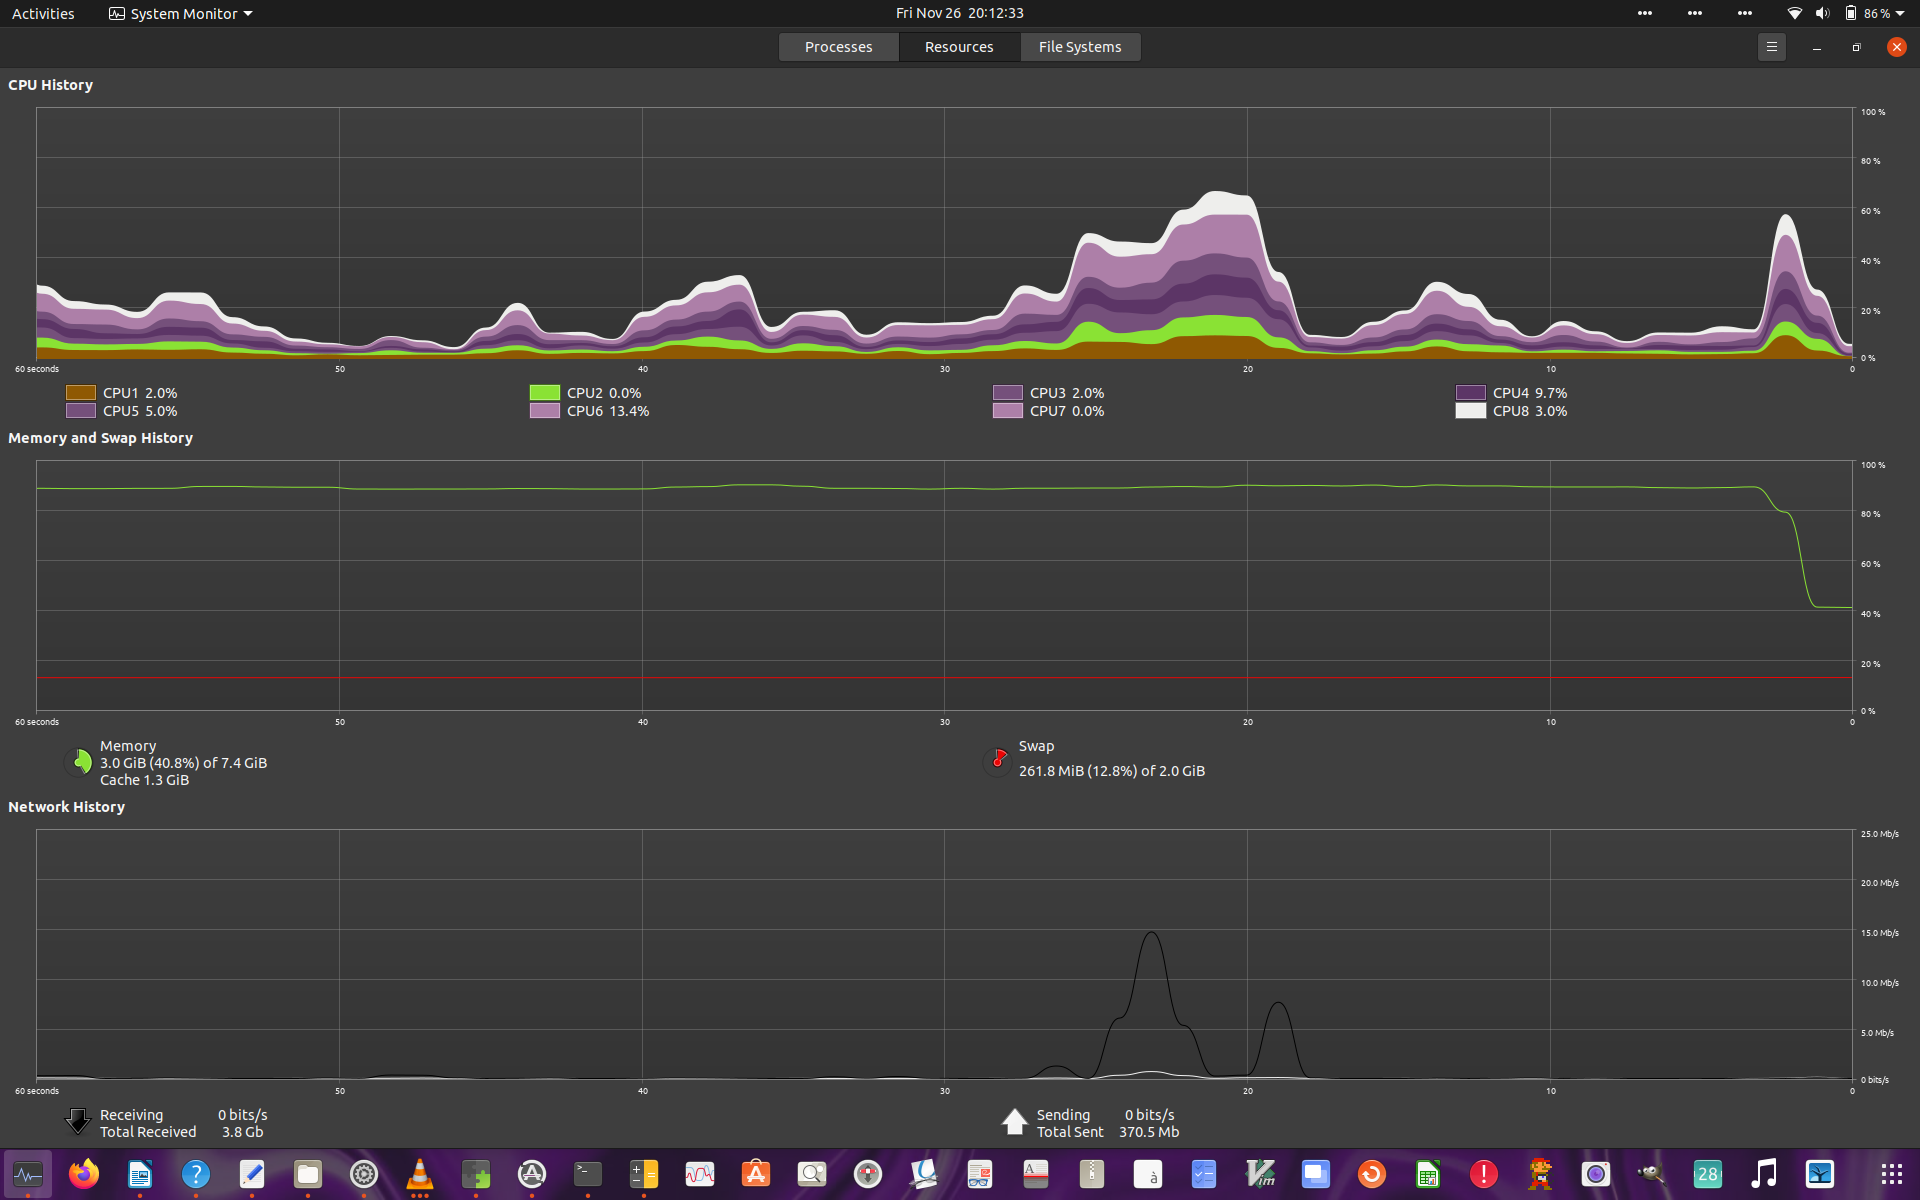 Activities System Monitor Fri Nov 26 20:12:33 86 %
Processes Resources File Systems
CPU History
100 %
80 %
60 %
40 %
20 %
0 %
60 seconds 50 40 30 20 10 0
CPU1 2.0% CPU2 0.0% CPU3 2.0% CPU4 9.7%
CPU5 5.0% CPU6 13.4% CPU7 0.0% CPU8 3.0%
Memory and Swap History
100 %
80 %
60 %
40 %
20 %
0 %
60 seconds 50 40 30 20 10 0
Memory
3.0 GiB (40.8%) of 7.4 GiB
Cache 1.3 GiB
Swap
261.8 MiB (12.8%) of 2.0 GiB
Network History
25.0 Mb/s
20.0 Mb/s
15.0 Mb/s
10.0 Mb/s
5.0 Mb/s
0 bits/s
60 seconds 50 40 30 20 10 0
Receiving 0 bits/s Sending 0 bits/s
Total Received 3.8 Gb Total Sent 370.5 Mb
? >_ A à Vim ! 28